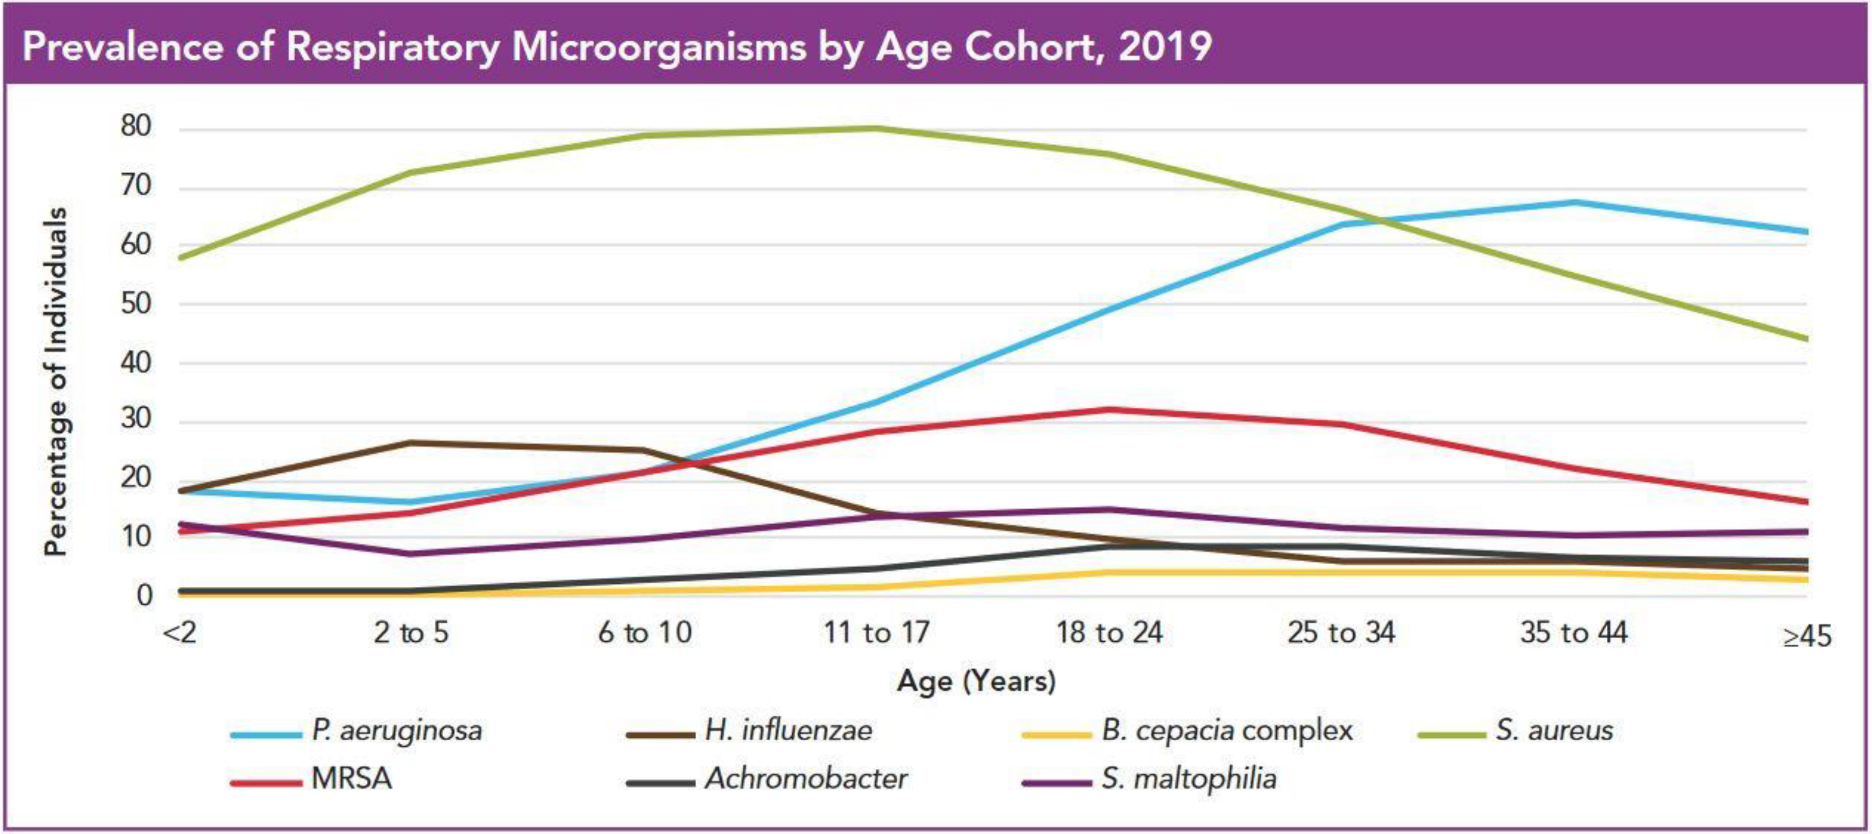 Prevalence of Respiratory Microorganisms by Age Cohort, 2019
Percentage of Individuals
80
70
60
50
40
30
20
10
0
<2 2 to 5 6 to 10 11 to 17 18 to 24 25 to 34 35 to 44 ≥45
Age (Years)
P. aeruginosa H. influenzae B. cepacia complex S. aureus
MRSA Achromobacter S. maltophilia